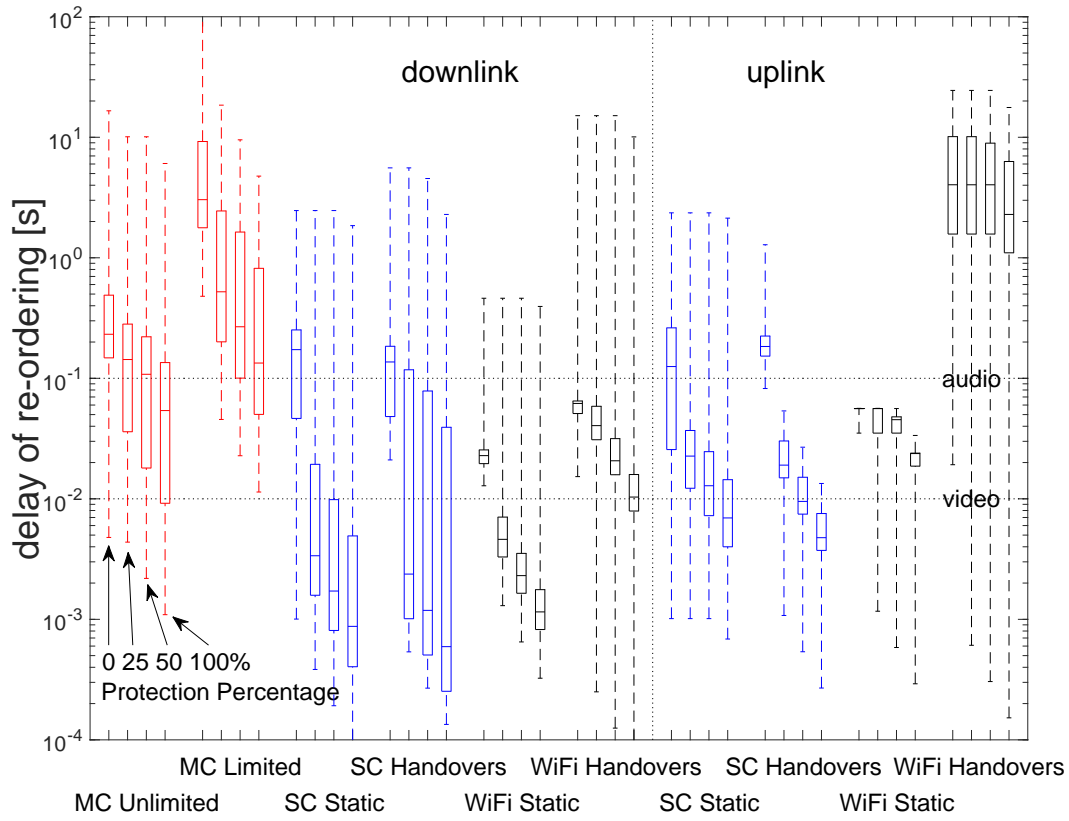 10^2
downlink
uplink
10^1
10^0
delay of re-ordering [s]
10^-1
audio
10^-2
video
10^-3
0 25 50 100%
Protection Percentage
10^-4
MC Limited SC Handovers WiFi Handovers SC Handovers WiFi Handovers
MC Unlimited SC Static WiFi Static SC Static WiFi Static